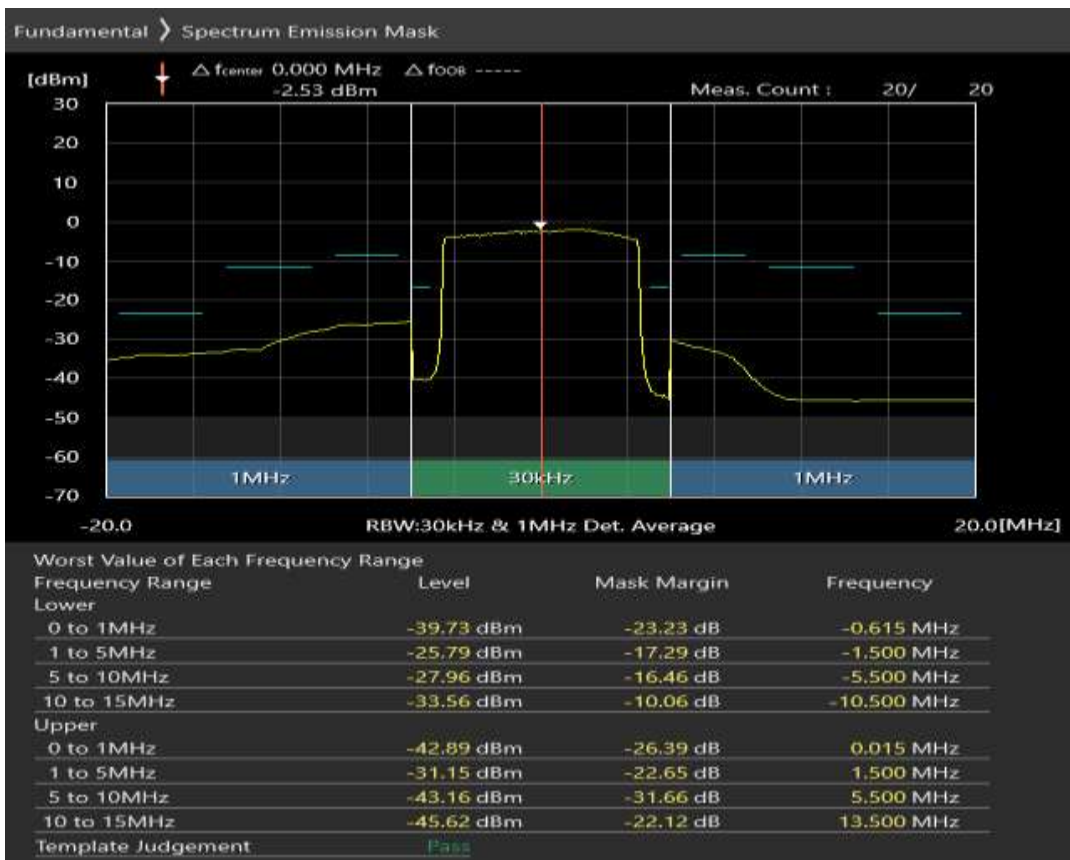 Fundamental ❯ Spectrum Emission Mask
△ fcenter 0.000 MHz △ fOOB -----
[dBm] -2.53 dBm Meas. Count : 20/ 20
30
20
10
0
-10
-20
-30
-40
-50
-60
1MHz 30kHz 1MHz
-70
-20.0 RBW:30kHz & 1MHz Det. Average 20.0[MHz]
Worst Value of Each Frequency Range
Frequency Range Level Mask Margin Frequency
Lower
0 to 1MHz -39.73 dBm -23.23 dB -0.615 MHz
1 to 5MHz -25.79 dBm -17.29 dB -1.500 MHz
5 to 10MHz -27.96 dBm -16.46 dB -5.500 MHz
10 to 15MHz -33.56 dBm -10.06 dB -10.500 MHz
Upper
0 to 1MHz -42.89 dBm -26.39 dB 0.015 MHz
1 to 5MHz -31.15 dBm -22.65 dB 1.500 MHz
5 to 10MHz -43.16 dBm -31.66 dB 5.500 MHz
10 to 15MHz -45.62 dBm -22.12 dB 13.500 MHz
Template Judgement Pass